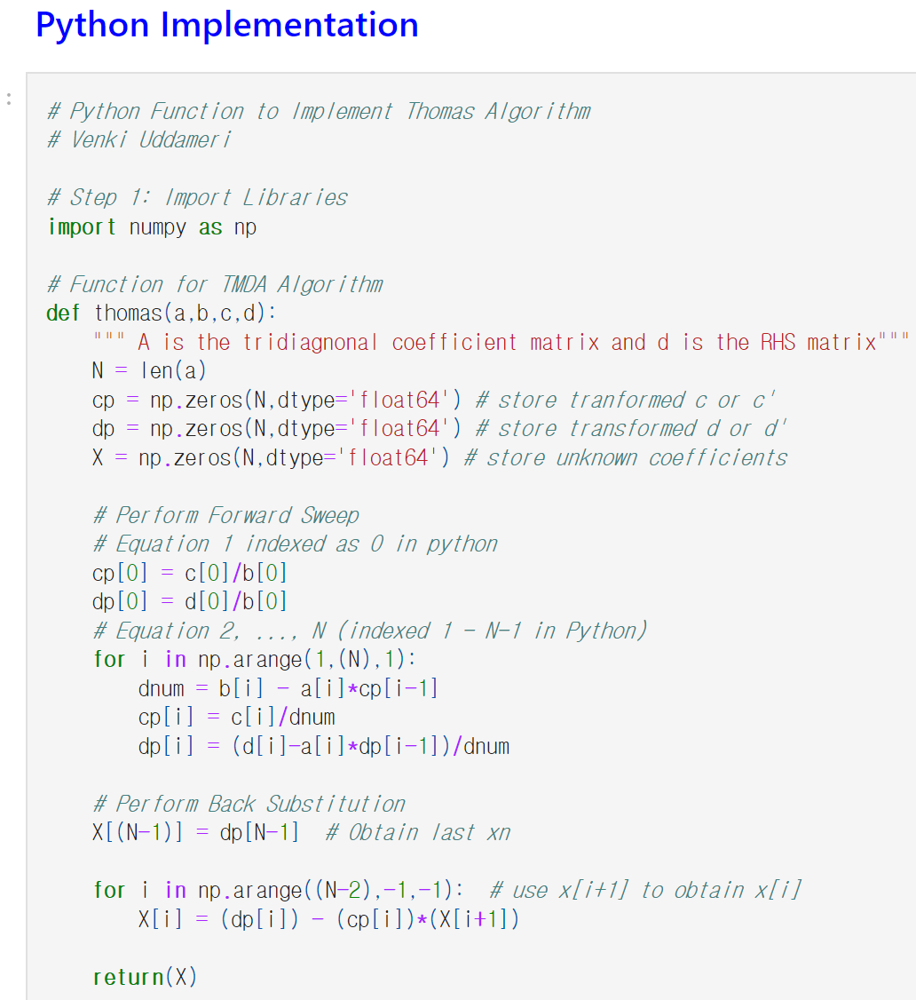 Python Implementation
:
# Python Function to Implement Thomas Algorithm
# Venki Uddameri
# Step 1: Import Libraries
import numpy as np
# Function for TMDA Algorithm
def thomas(a,b,c,d):
    """ A is the tridiagnonal coefficient matrix and d is the RHS matrix"""
    N = len(a)
    cp = np.zeros(N,dtype='float64') # store tranformed c or c'
    dp = np.zeros(N,dtype='float64') # store transformed d or d'
    X = np.zeros(N,dtype='float64') # store unknown coefficients
    # Perform Forward Sweep
    # Equation 1 indexed as 0 in python
    cp[0] = c[0]/b[0]
    dp[0] = d[0]/b[0]
    # Equation 2, ..., N (indexed 1 - N-1 in Python)
    for i in np.arange(1,(N),1):
        dnum = b[i] - a[i]*cp[i-1]
        cp[i] = c[i]/dnum
        dp[i] = (d[i]-a[i]*dp[i-1])/dnum
    # Perform Back Substitution
    X[(N-1)] = dp[N-1]  # Obtain last xn
    for i in np.arange((N-2),-1,-1):  # use x[i+1] to obtain x[i]
        X[i] = (dp[i]) - (cp[i])*(X[i+1])
    return(X)